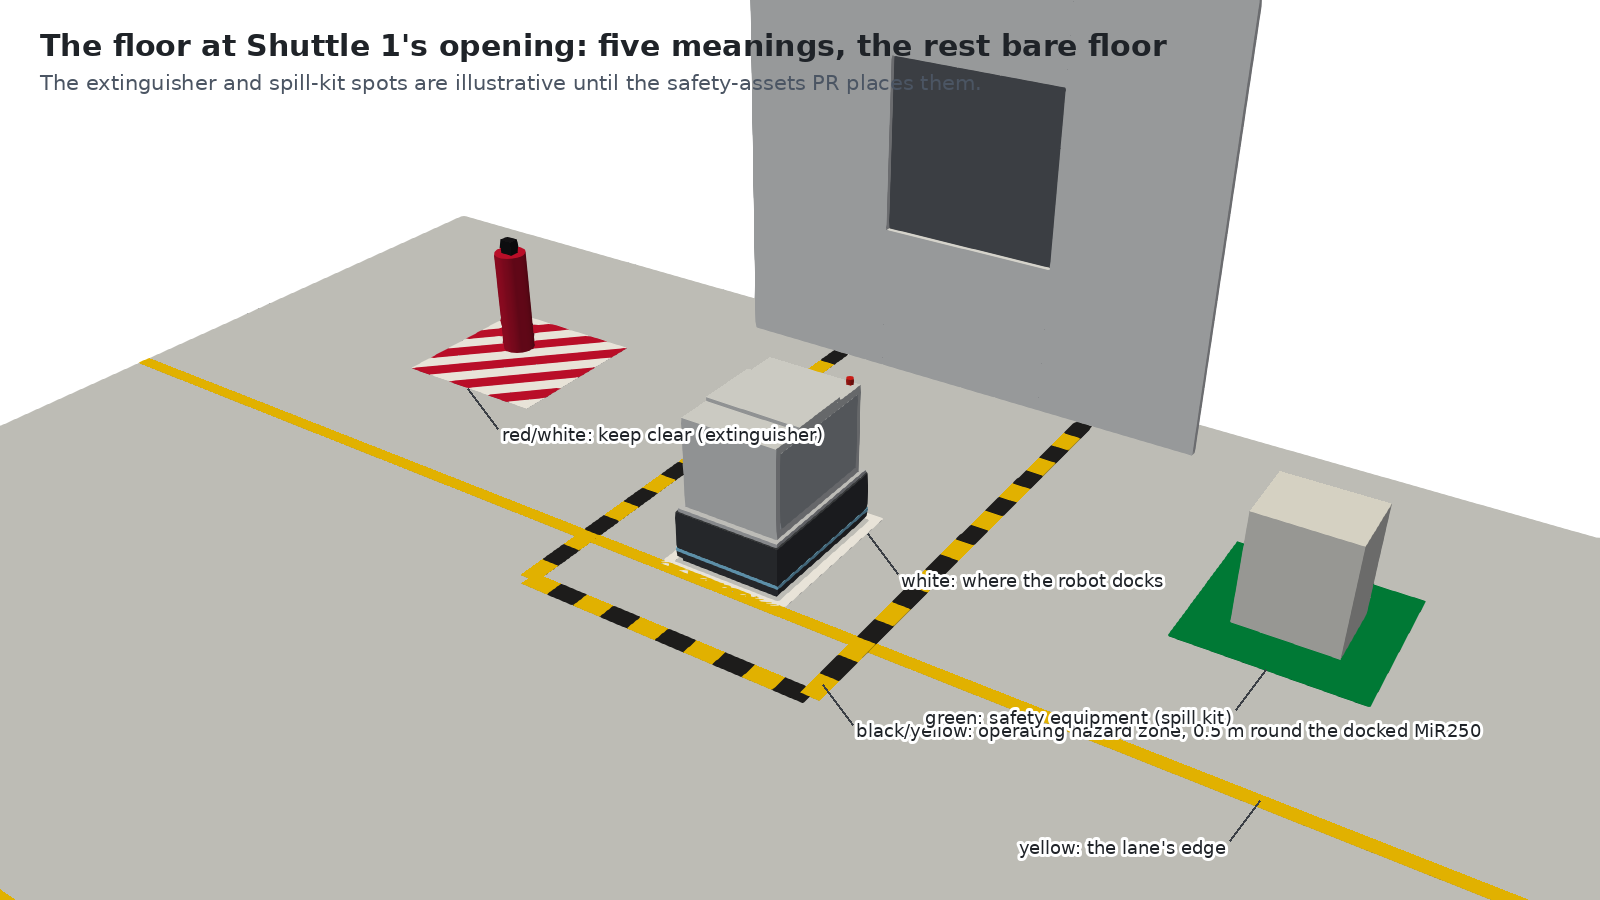 The floor at Shuttle 1's opening: five meanings, the rest bare floor
The extinguisher and spill-kit spots are illustrative until the safety-assets PR places them.
red/white: keep clear (extinguisher)
white: where the robot docks
green: safety equipment (spill kit)
black/yellow: operating hazard zone, 0.5 m round the docked MiR250
yellow: the lane's edge